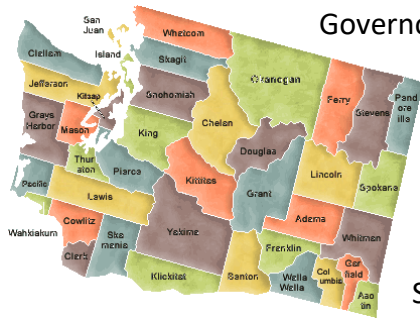 Governo
San
Juan
Island
Whatcom
Skagit
Clallam
Jefferson
Kitsap
Snohomish
Okanogan
Ferry
Stevens
Pend
ore
ille
Grays
Harbor
Mason
King
Chelan
Douglas
Lincoln
Spokane
Thur
ston
Pierce
Kittitas
Grant
Adams
Whitman
Pacific
Lewis
Wahkiakum
Cowlitz
Ska
mania
Yakima
Franklin
Clark
Klickitat
Benton
Walla
Walla
Col
umbia
Gar
field
Aso
tin
S